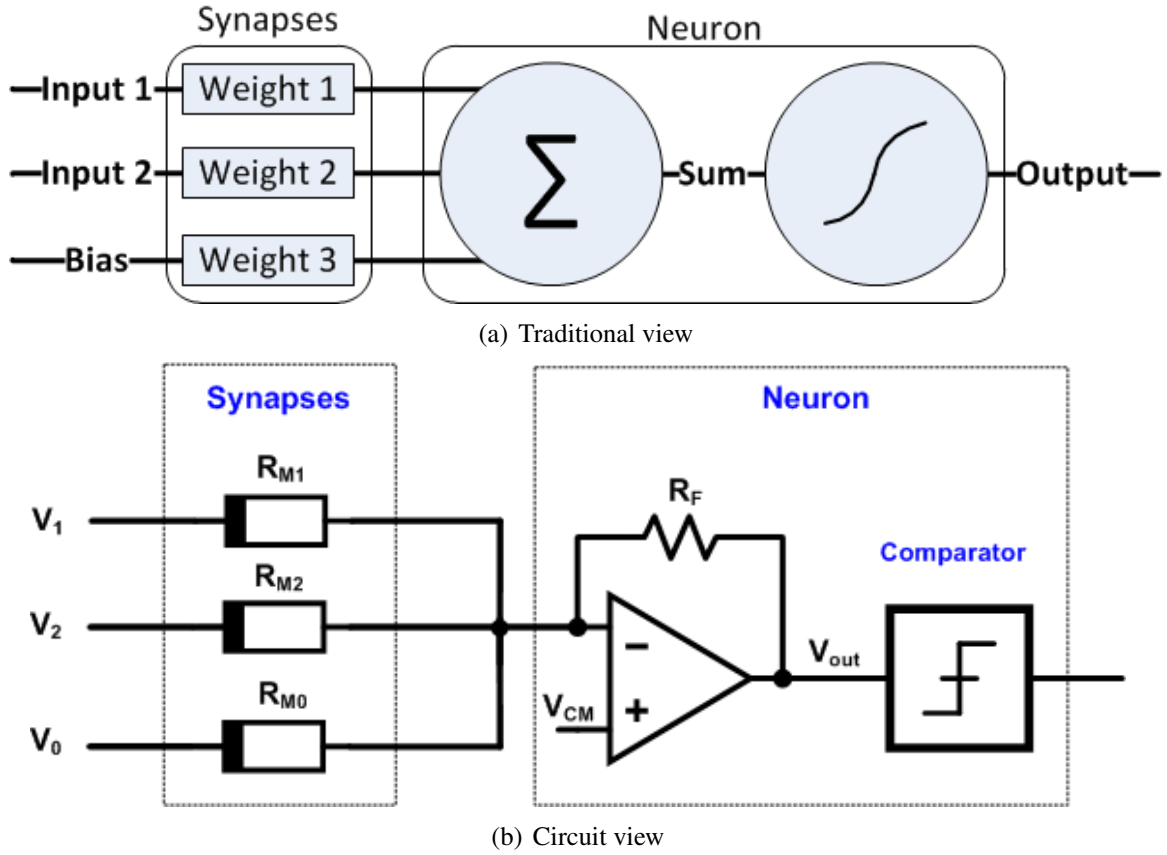 Synapses
Neuron
Input 1
Weight 1
Input 2
Weight 2
Σ
Sum
Output
Bias
Weight 3
(a) Traditional view
Synapses
Neuron
RM1
V1
RF
Comparator
RM2
V2
−
Vout
RM0
VCM
+
V0
(b) Circuit view